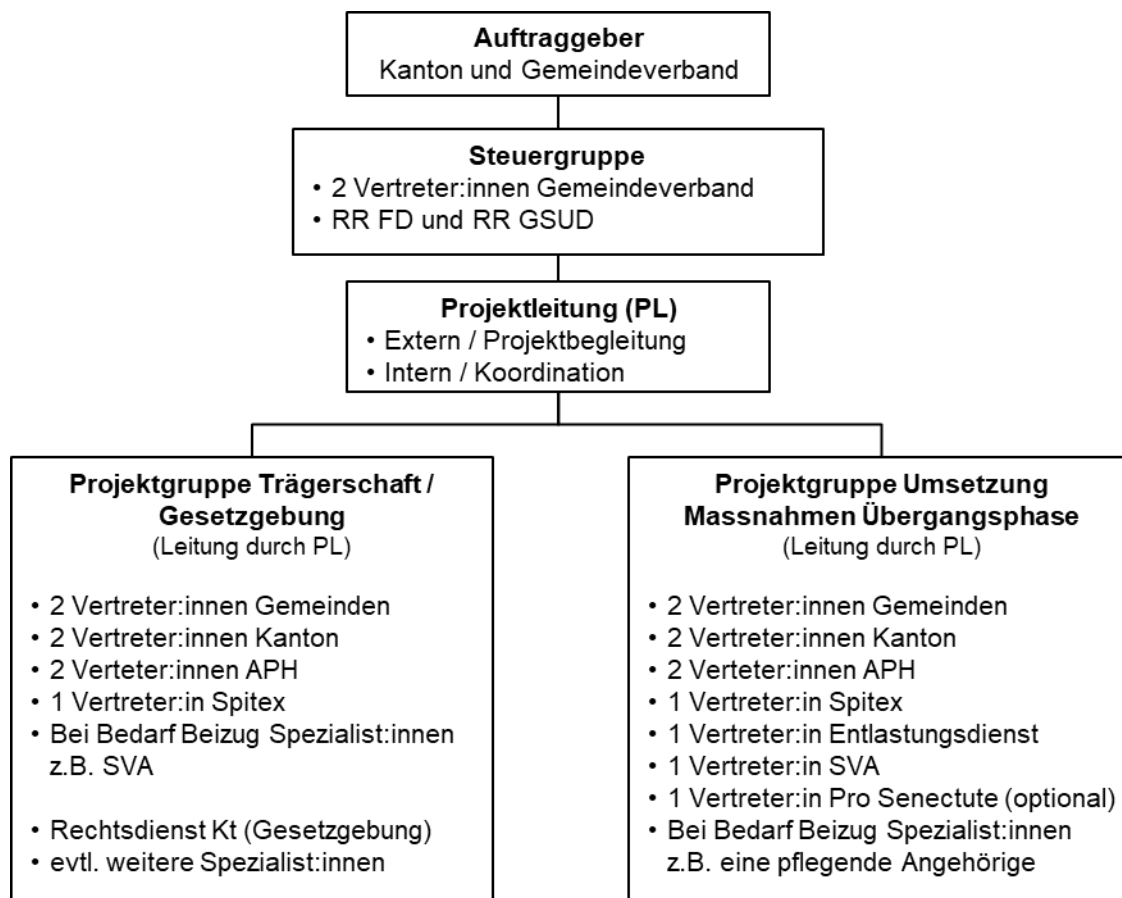 Auftraggeber
Kanton und Gemeindeverband
Steuergruppe
• 2 Vertreter:innen Gemeindeverband
• RR FD und RR GSUD
Projektleitung (PL)
• Extern / Projektbegleitung
• Intern / Koordination
Projektgruppe Trägerschaft /
Gesetzgebung
(Leitung durch PL)
• 2 Vertreter:innen Gemeinden
• 2 Vertreter:innen Kanton
• 2 Verteter:innen APH
• 1 Vertreter:in Spitex
• Bei Bedarf Beizug Spezialist:innen
z.B. SVA
• Rechtsdienst Kt (Gesetzgebung)
• evtl. weitere Spezialist:innen
Projektgruppe Umsetzung
Massnahmen Übergangsphase
(Leitung durch PL)
• 2 Vertreter:innen Gemeinden
• 2 Vertreter:innen Kanton
• 2 Verteter:innen APH
• 1 Vertreter:in Spitex
• 1 Vertreter:in Entlastungsdienst
• 1 Vertreter:in SVA
• 1 Vertreter:in Pro Senectute (optional)
• Bei Bedarf Beizug Spezialist:innen
z.B. eine pflegende Angehörige